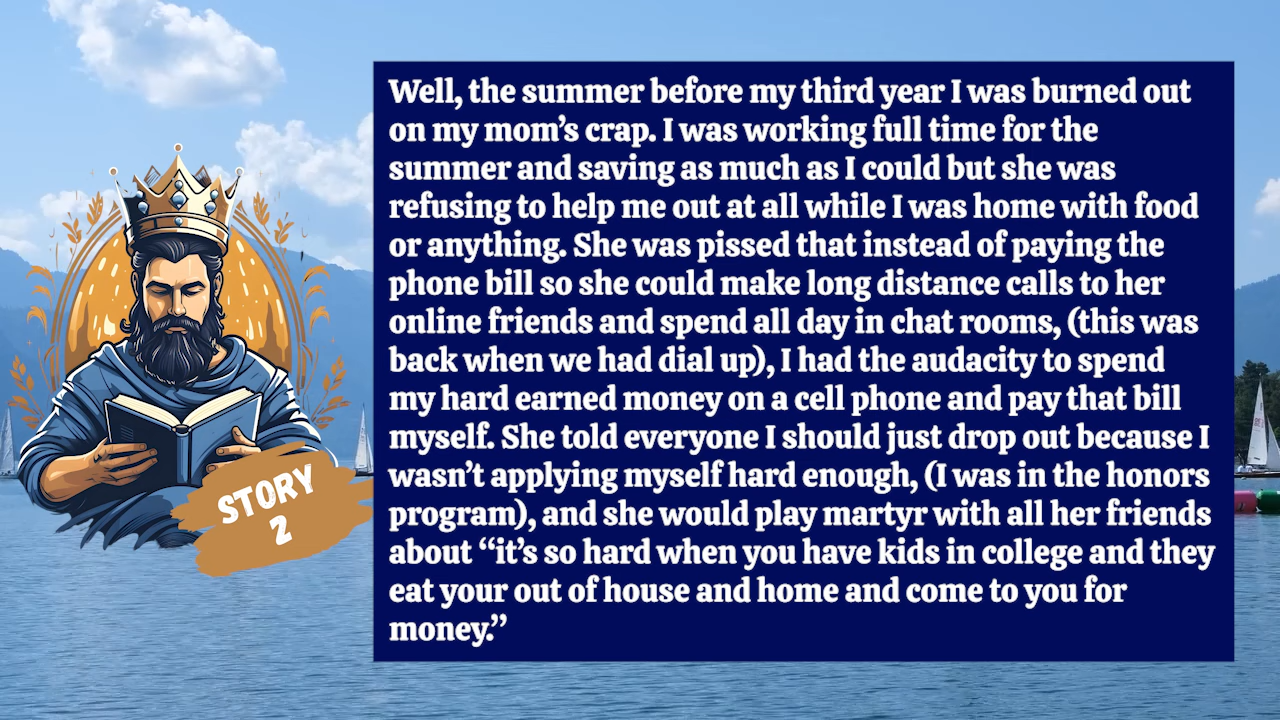 Well, the summer before my third year I was burned out
on my mom’s crap. I was working full time for the
summer and saving as much as I could but she was
refusing to help me out at all while I was home with food
or anything. She was pissed that instead of paying the
phone bill so she could make long distance calls to her
online friends and spend all day in chat rooms, (this was
back when we had dial up), I had the audacity to spend
my hard earned money on a cell phone and pay that bill
myself. She told everyone I should just drop out because I
wasn’t applying myself hard enough, (I was in the honors
program), and she would play martyr with all her friends
about “it’s so hard when you have kids in college and they
eat your out of house and home and come to you for
money.”
STORY
2